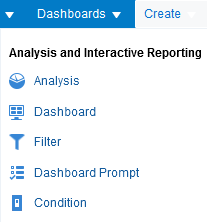 Dashboards Create
Analysis and Interactive Reporting
Analysis
Dashboard
Filter
Dashboard Prompt
Condition